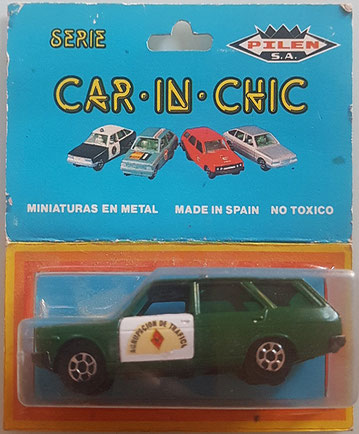 SERIE
PILEN
S.A.
CAR·IN·CHIC
MINIATURAS EN METAL MADE IN SPAIN NO TOXICO
AGRUPACION DE TRAFICO